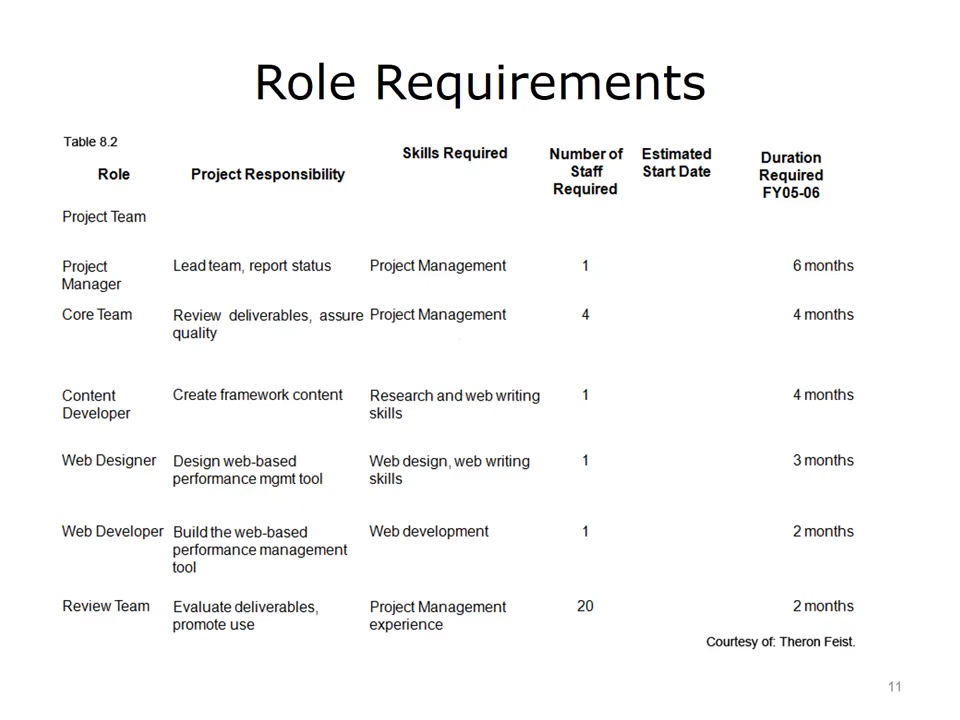 Role Requirements
Table 8.2
Role
Project Responsibility
Skills Required
Number of
Staff
Required
Estimated
Start Date
Duration
Required
FY05-06
Project Team
Project
Manager
Lead team, report status
Project Management
1
6 months
Core Team
Review deliverables, assure
quality
Project Management
4
4 months
Content
Developer
Create framework content
Research and web writing
skills
1
4 months
Web Designer
Design web-based
performance mgmt tool
Web design, web writing
skills
1
3 months
Web Developer
Build the web-based
performance management
tool
Web development
1
2 months
Review Team
Evaluate deliverables,
promote use
Project Management
experience
20
2 months
Courtesy of: Theron Feist.
11